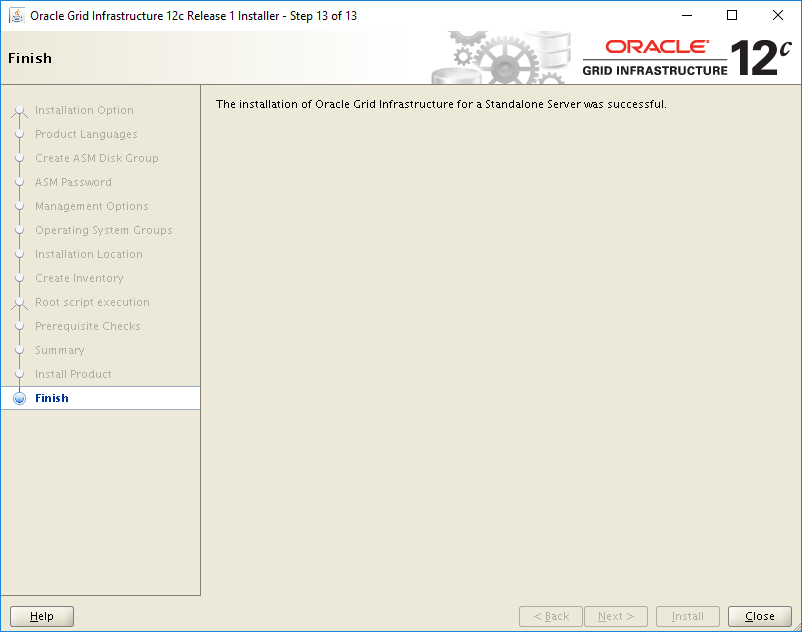 Oracle Grid Infrastructure 12c Release 1 Installer - Step 13 of 13
Finish
ORACLE®
GRID INFRASTRUCTURE
12c
Installation Option
Product Languages
Create ASM Disk Group
ASM Password
Management Options
Operating System Groups
Installation Location
Create Inventory
Root script execution
Prerequisite Checks
Summary
Install Product
Finish
The installation of Oracle Grid Infrastructure for a Standalone Server was successful.
Help
< Back
Next >
Install
Close